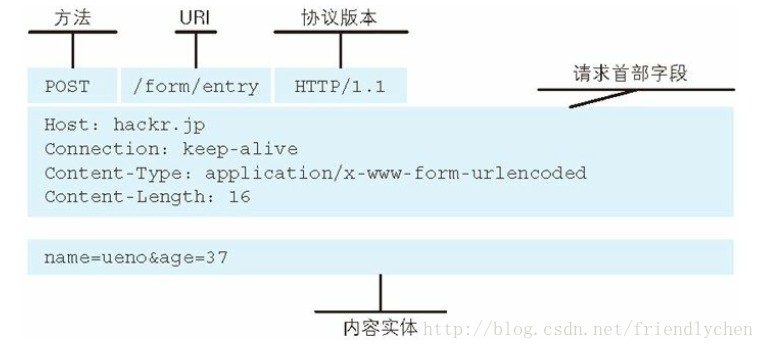 方法 URI 协议版本
请求首部字段
POST /form/entry HTTP/1.1
Host: hackr.jp
Connection: keep-alive
Content-Type: application/x-www-form-urlencoded
Content-Length: 16
name=ueno&age=37
内容实体
http://blog.csdn.net/friendlychen